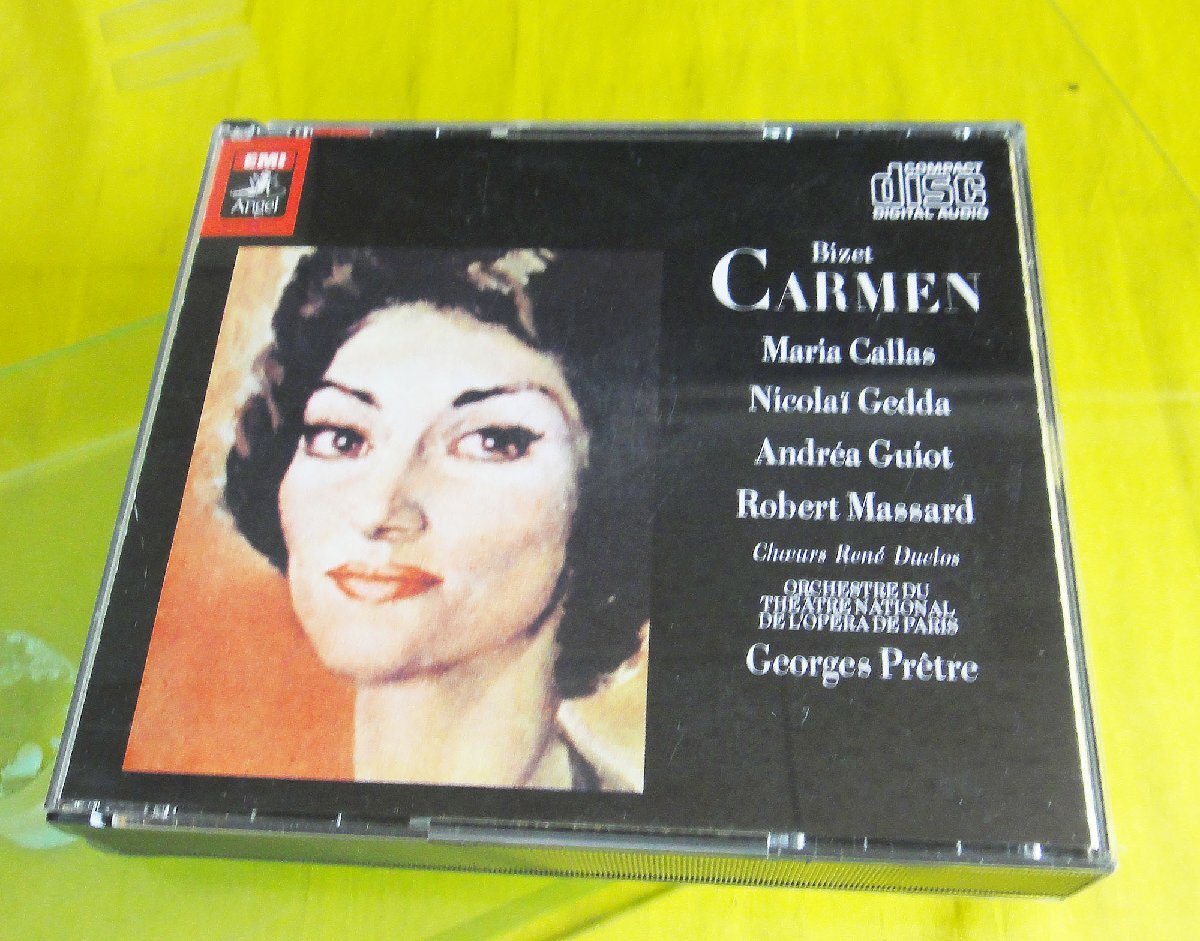 EMI
Angel
COMPACT
disc
DIGITAL AUDIO
Bizet
CARMEN
Maria Callas
Nicolaï Gedda
Andréa Guiot
Robert Massard
Chœurs René Duclos
ORCHESTRE DU
THÉÂTRE NATIONAL
DE L'OPÉRA DE PARIS
Georges Prêtre